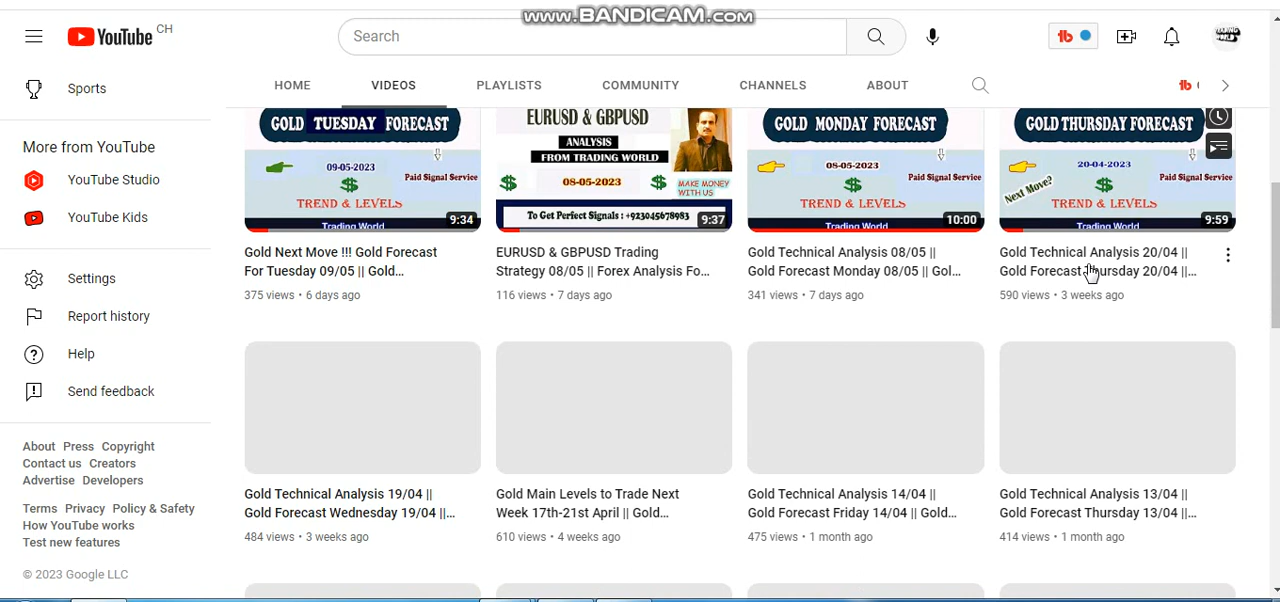 www.BANDICAM.com
YouTube CH
Search
HOME VIDEOS PLAYLISTS COMMUNITY CHANNELS ABOUT
Sports
More from YouTube
YouTube Studio
YouTube Kids
Settings
Report history
Help
Send feedback
About Press Copyright
Contact us Creators
Advertise Developers
Terms Privacy Policy & Safety
How YouTube works
Test new features
© 2023 Google LLC
GOLD TUESDAY FORECAST
09-05-2023
Paid Signal Service
$
TREND & LEVELS
Trading World
9:34
Gold Next Move !!! Gold Forecast
For Tuesday 09/05 || Gold...
375 views • 6 days ago
EURUSD & GBPUSD
ANALYSIS
FROM TRADING WORLD
$ 08-05-2023 $
MAKE MONEY
WITH US
To Get Perfect Signals : +923045678983
9:37
EURUSD & GBPUSD Trading
Strategy 08/05 || Forex Analysis Fo...
116 views • 7 days ago
GOLD MONDAY FORECAST
08-05-2023
Paid Signal Service
$
TREND & LEVELS
Trading World
10:00
Gold Technical Analysis 08/05 ||
Gold Forecast Monday 08/05 || Gol...
341 views • 7 days ago
GOLD THURSDAY FORECAST
20-04-2023
Paid Signal Service
Next Move?
$
TREND & LEVELS
Trading World
9:59
Gold Technical Analysis 20/04 ||
Gold Forecast Thursday 20/04 ||...
590 views • 3 weeks ago
Gold Technical Analysis 19/04 ||
Gold Forecast Wednesday 19/04 ||...
484 views • 3 weeks ago
Gold Main Levels to Trade Next
Week 17th-21st April || Gold...
610 views • 4 weeks ago
Gold Technical Analysis 14/04 ||
Gold Forecast Friday 14/04 || Gold...
475 views • 1 month ago
Gold Technical Analysis 13/04 ||
Gold Forecast Thursday 13/04 ||...
414 views • 1 month ago